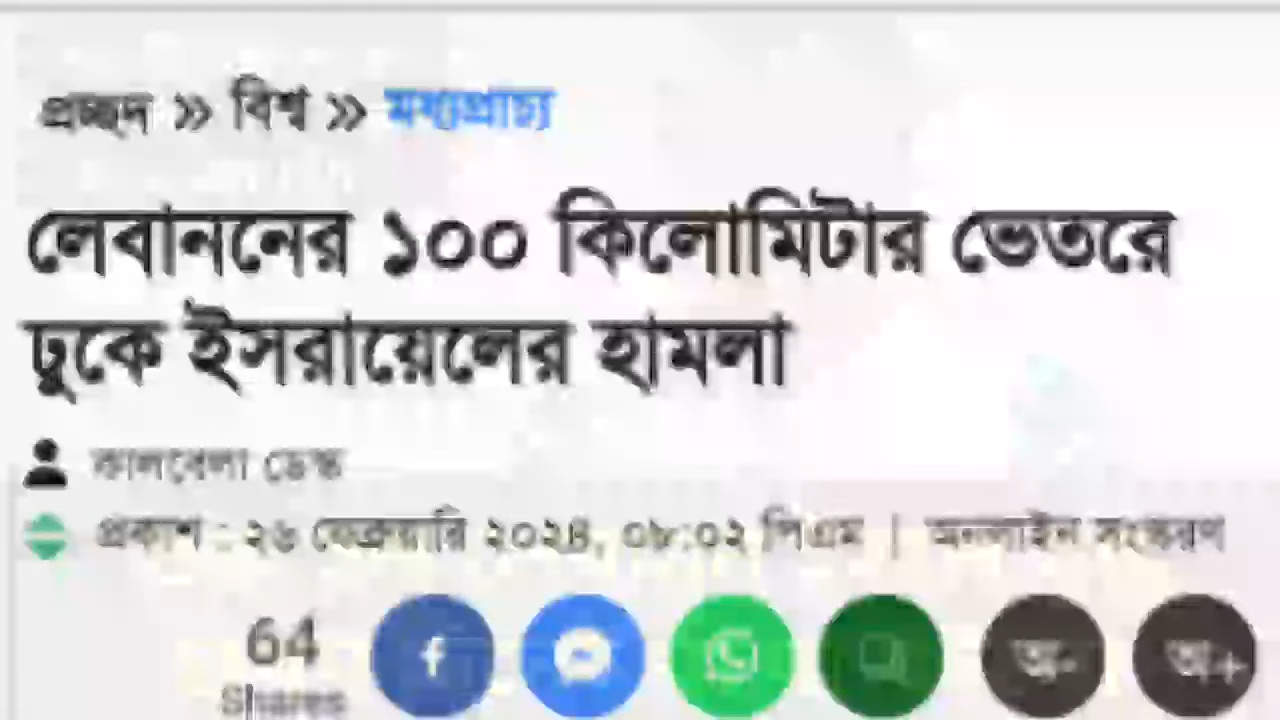 প্রচ্ছদ >> বিশ্ব >> মধ্যপ্রাচ্য
লেবাননের ১০০ কিলোমিটার ভেতরে
ঢুকে ইসরায়েলের হামলা
কালবেলা ডেস্ক
প্রকাশ : ২৬ ফেব্রুয়ারি ২০২৪, ০৮:০২ পিএম | অনলাইন সংস্করণ
64
Shares
অ- অ+